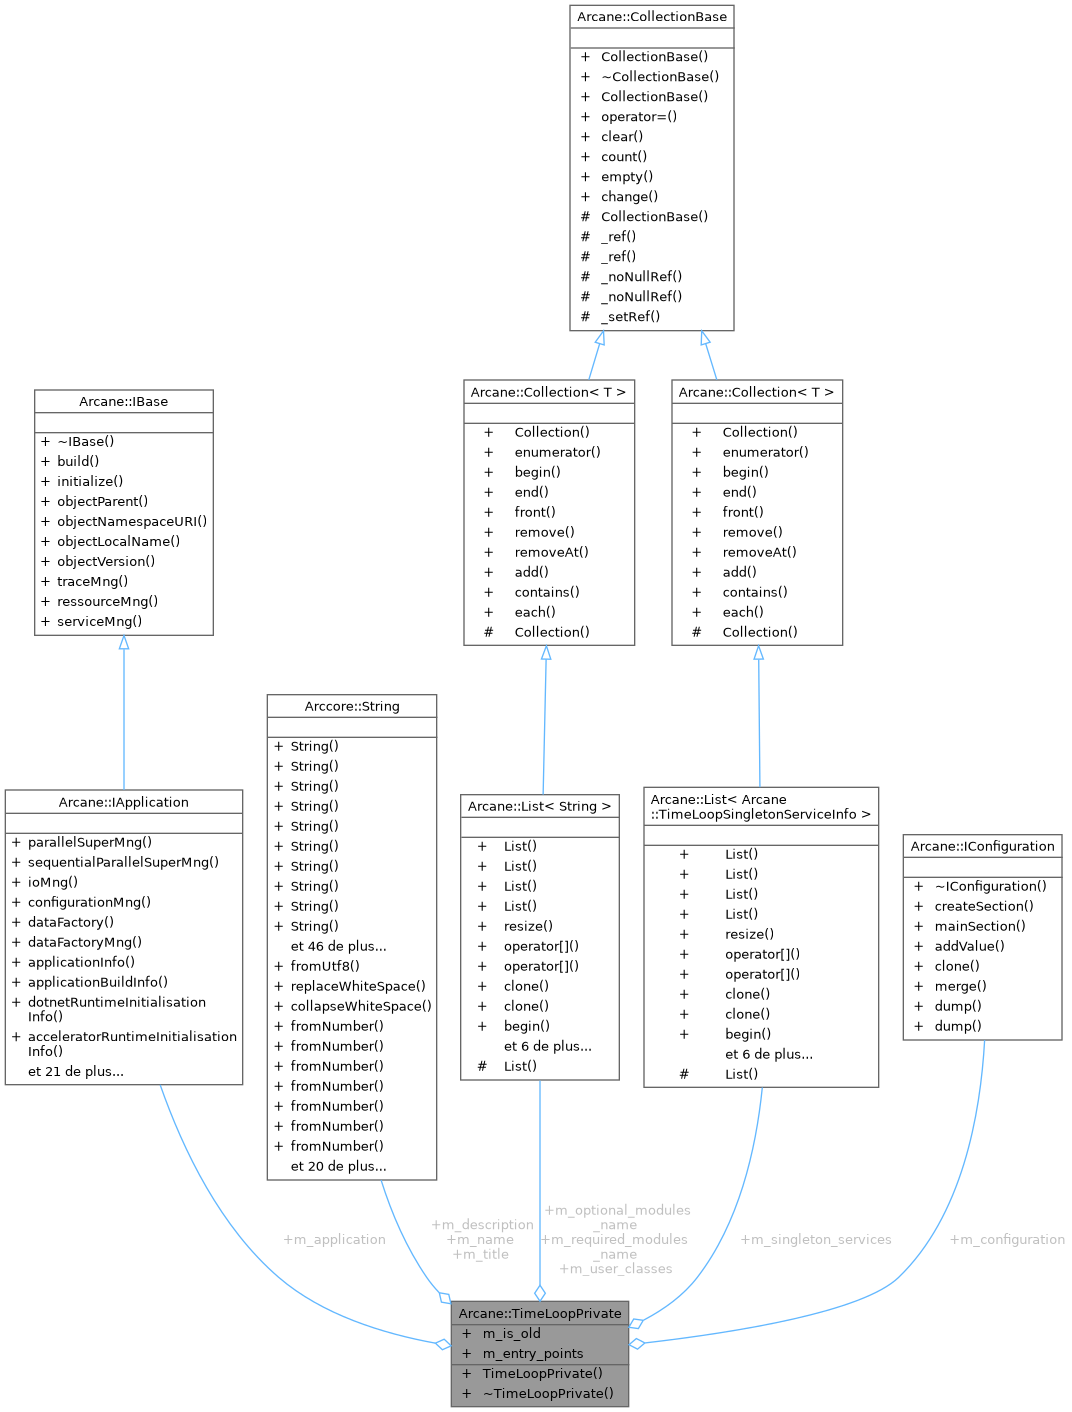 Arcane::CollectionBase
+ CollectionBase()
+ ~CollectionBase()
+ CollectionBase()
+ operator=()
+ clear()
+ count()
+ empty()
+ change()
# CollectionBase()
# _ref()
# _ref()
# _noNullRef()
# _noNullRef()
# _setRef()
Arcane::IBase
+ ~IBase()
+ build()
+ initialize()
+ objectParent()
+ objectNamespaceURI()
+ objectLocalName()
+ objectVersion()
+ traceMng()
+ ressourceMng()
+ serviceMng()
Arcane::Collection< T >
+ Collection()
+ enumerator()
+ begin()
+ end()
+ front()
+ remove()
+ removeAt()
+ add()
+ contains()
+ each()
# Collection()
Arcane::Collection< T >
+ Collection()
+ enumerator()
+ begin()
+ end()
+ front()
+ remove()
+ removeAt()
+ add()
+ contains()
+ each()
# Collection()
Arcane::IApplication
+ parallelSuperMng()
+ sequentialParallelSuperMng()
+ ioMng()
+ configurationMng()
+ dataFactory()
+ dataFactoryMng()
+ applicationInfo()
+ applicationBuildInfo()
+ dotnetRuntimeInitialisation
Info()
+ acceleratorRuntimeInitialisation
Info()
et 21 de plus...
Arccore::String
+ String()
+ String()
+ String()
+ String()
+ String()
+ String()
+ String()
+ String()
+ String()
+ String()
et 46 de plus...
+ fromUtf8()
+ replaceWhiteSpace()
+ collapseWhiteSpace()
+ fromNumber()
+ fromNumber()
+ fromNumber()
+ fromNumber()
+ fromNumber()
+ fromNumber()
+ fromNumber()
et 20 de plus...
Arcane::List< String >
+ List()
+ List()
+ List()
+ List()
+ resize()
+ operator[]()
+ operator[]()
+ clone()
+ clone()
+ begin()
et 6 de plus...
# List()
Arcane::List< Arcane
::TimeLoopSingletonServiceInfo >
+ List()
+ List()
+ List()
+ List()
+ resize()
+ operator[]()
+ operator[]()
+ clone()
+ clone()
+ begin()
et 6 de plus...
# List()
Arcane::IConfiguration
+ ~IConfiguration()
+ createSection()
+ mainSection()
+ addValue()
+ clone()
+ merge()
+ dump()
+ dump()
+m_application
+m_description
+m_name
+m_title
+m_optional_modules
_name
+m_required_modules
_name
+m_user_classes
+m_singleton_services
+m_configuration
Arcane::TimeLoopPrivate
+ m_is_old
+ m_entry_points
+ TimeLoopPrivate()
+ ~TimeLoopPrivate()